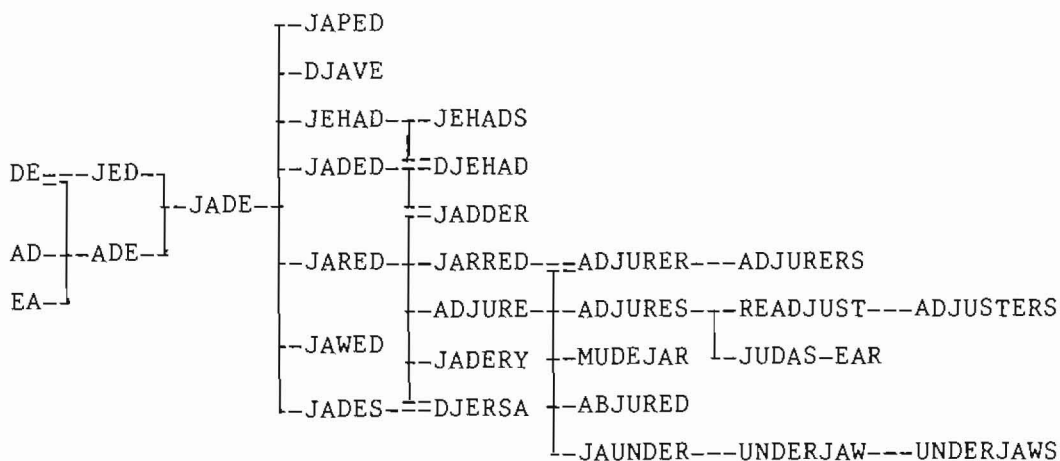 JAPED
DJAVE
JEHAD JEHADS
JADED DJEHAD
DE JED
JADE
JADDER
AD ADE JARED JARRED ADJURER ADJURERS
EA
ADJURE ADJURES READJUST ADJUSTERS
JAWED
JADERY MUDEJAR JUDAS-EAR
JADES DJERSA ABJURED
JAUNDER UNDERJAW UNDERJAWS